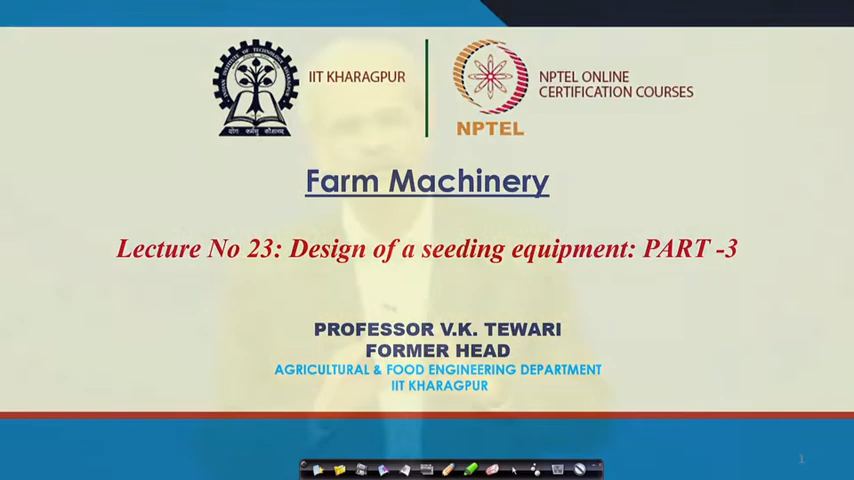 IIT KHARAGPUR
NPTEL ONLINE
CERTIFICATION COURSES
NPTEL
Farm Machinery
Lecture No 23: Design of a seeding equipment: PART -3
PROFESSOR V.K. TEWARI
FORMER HEAD
AGRICULTURAL & FOOD ENGINEERING DEPARTMENT
IIT KHARAGPUR
1